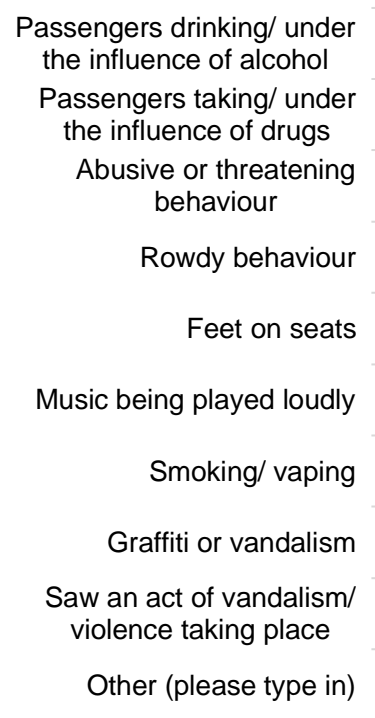 Passengers drinking/ under
the influence of alcohol
Passengers taking/ under
the influence of drugs
Abusive or threatening
behaviour
Rowdy behaviour
Feet on seats
Music being played loudly
Smoking/ vaping
Graffiti or vandalism
Saw an act of vandalism/
violence taking place
Other (please type in)